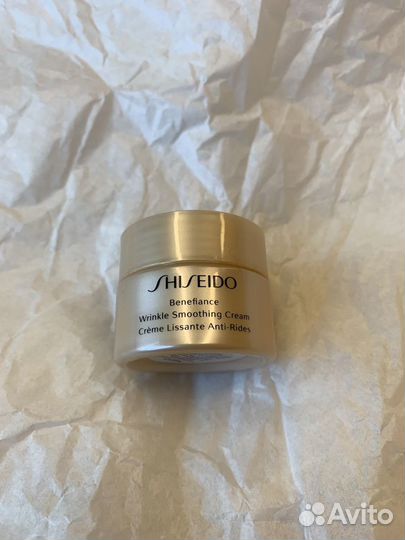 SHISEIDO
Benefiance
Wrinkle Smoothing Cream
Crème Lissante Anti-Rides
Avito